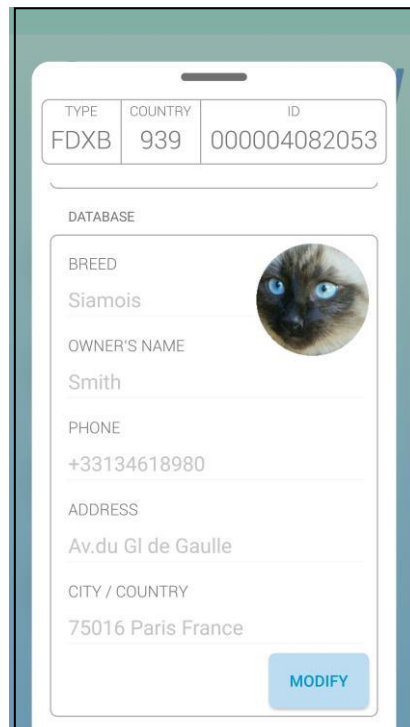 TYPE COUNTRY ID
FDXB 939 000004082053
DATABASE
BREED
Siamois
OWNER'S NAME
Smith
PHONE
+33134618980
ADDRESS
Av.du Gl de Gaulle
CITY / COUNTRY
75016 Paris France
MODIFY